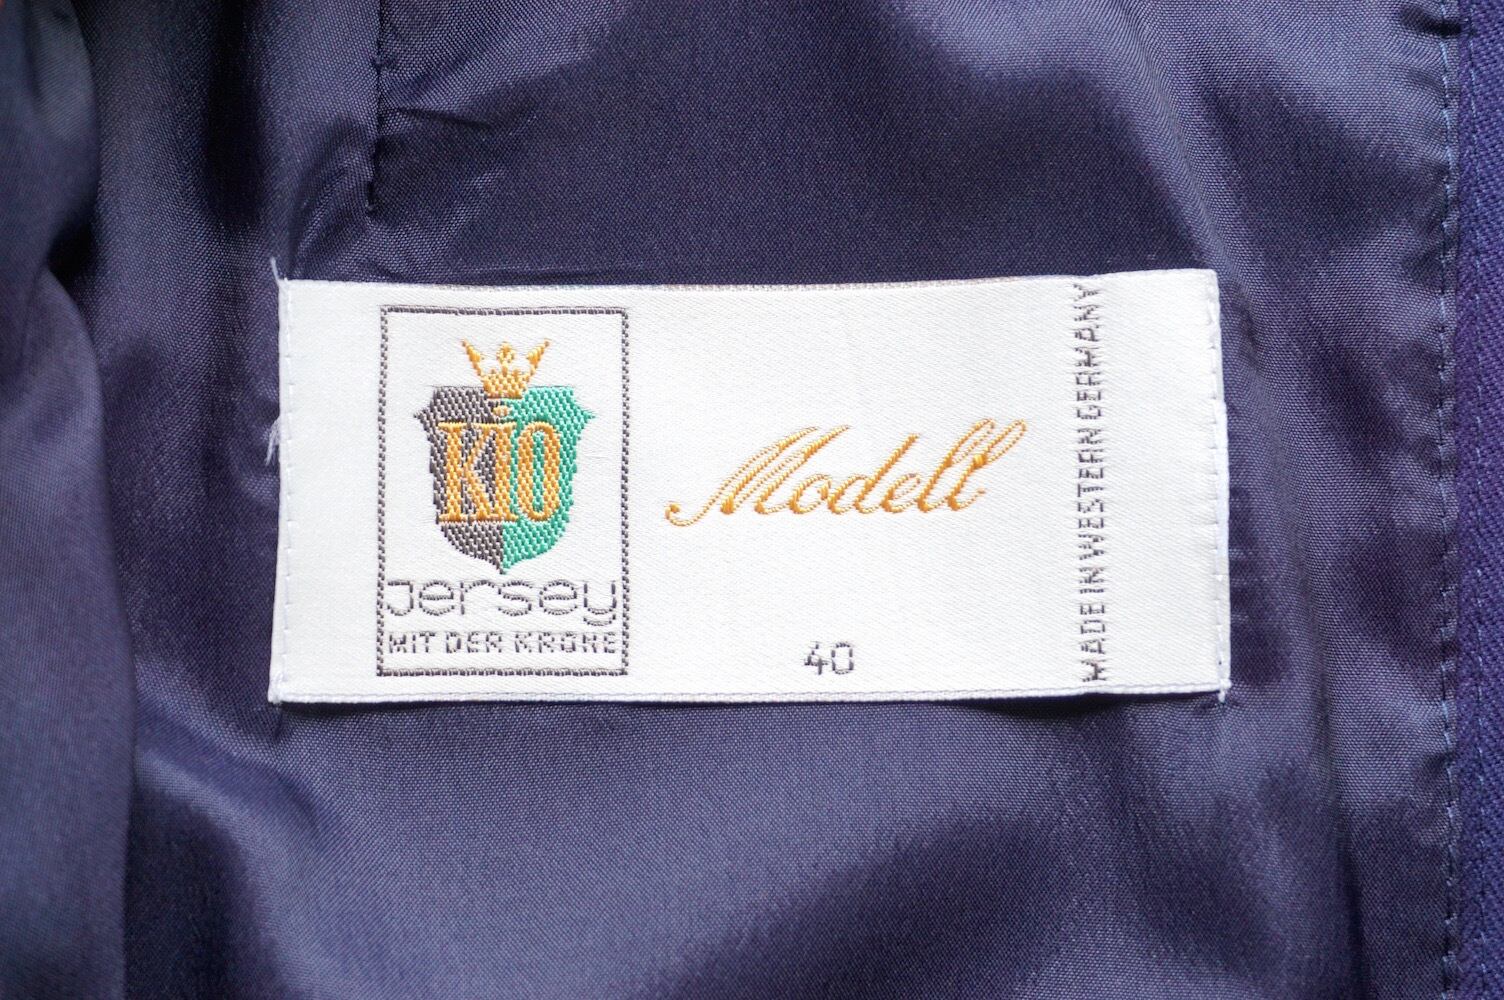 KIO
Jersey
MIT DER KRONE
Modell
40
MADE IN WESTERN GERMANY